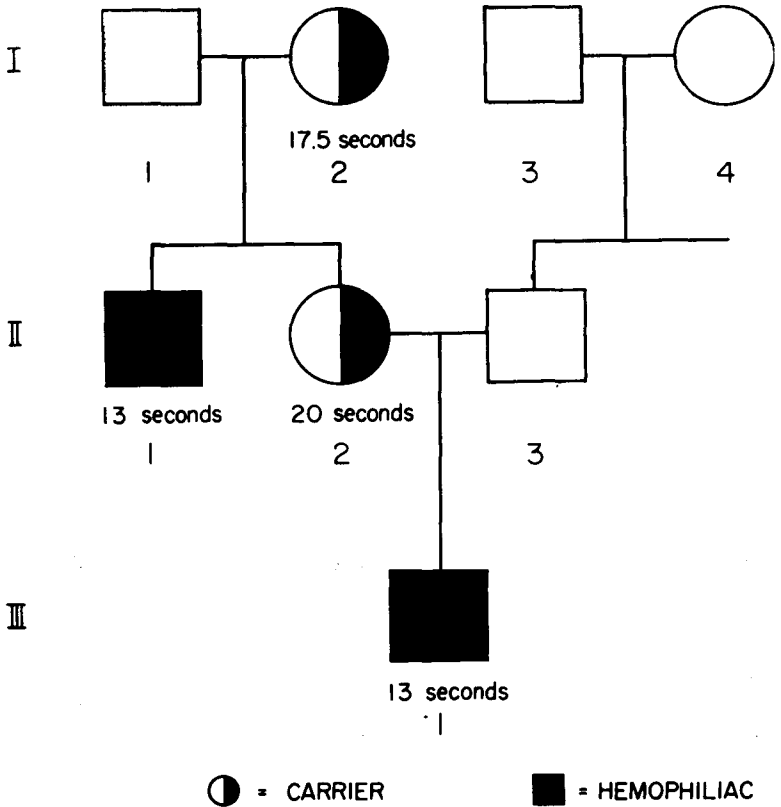 I
17.5 seconds
1 2 3 4
II
13 seconds 20 seconds
1 2 3
III
13 seconds
1
= CARRIER = HEMOPHILIAC